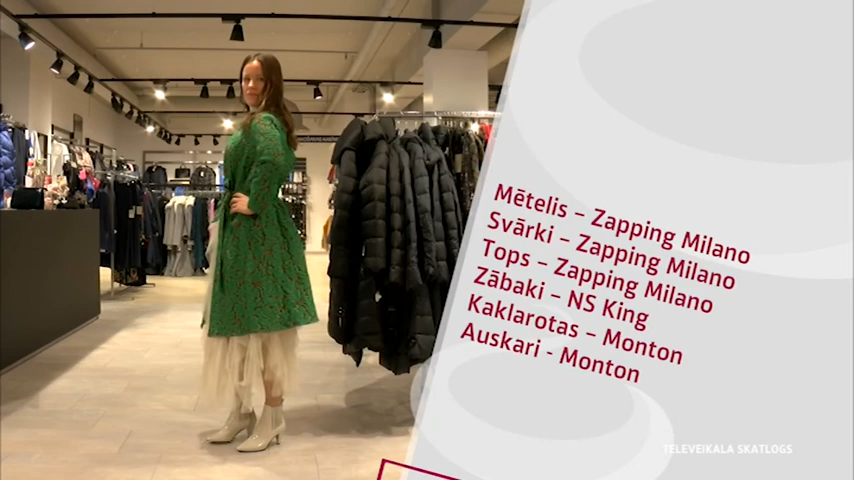 Mētelis – Zapping Milano
Svārki – Zapping Milano
Tops – Zapping Milano
Zābaki – NS King
Kaklarotas – Monton
Auskari - Monton
TELEVEIKALA SKATLOGS